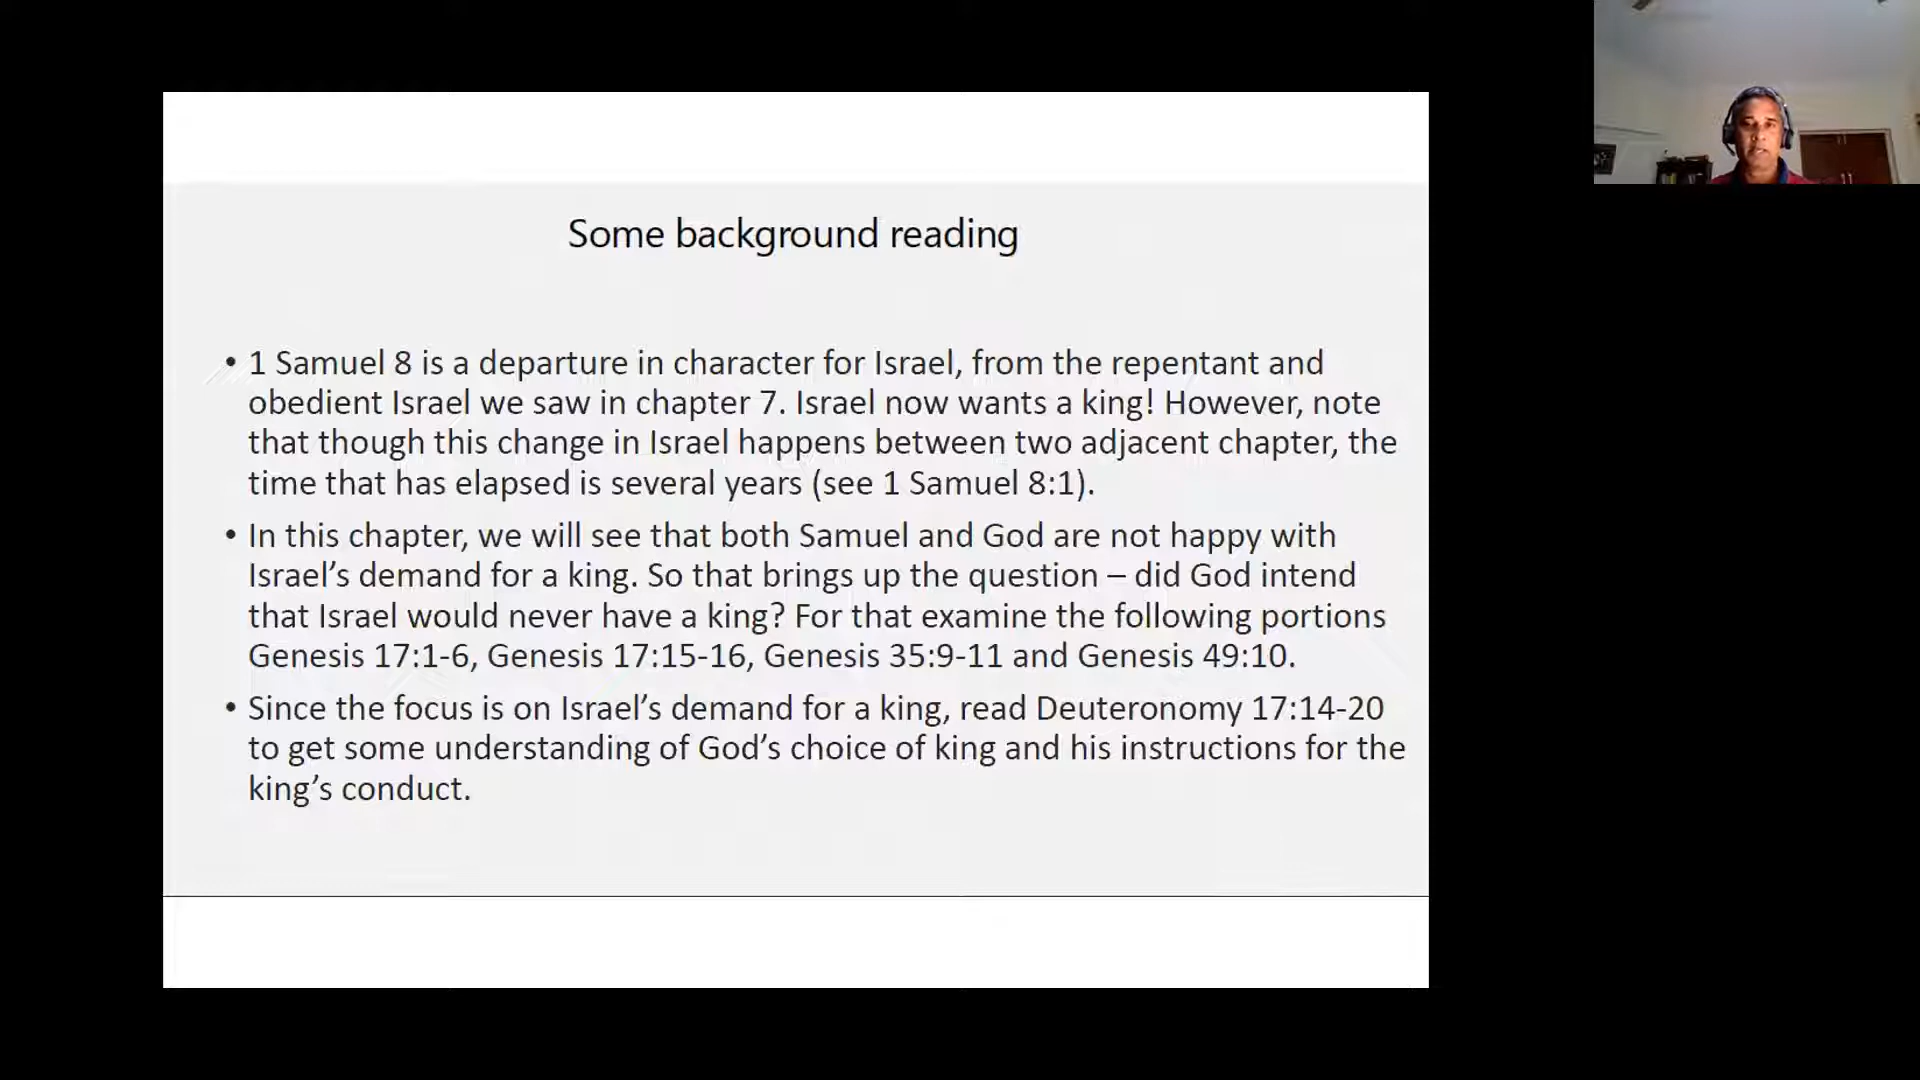 Some background reading
• 1 Samuel 8 is a departure in character for Israel, from the repentant and
obedient Israel we saw in chapter 7. Israel now wants a king! However, note
that though this change in Israel happens between two adjacent chapter, the
time that has elapsed is several years (see 1 Samuel 8:1).
• In this chapter, we will see that both Samuel and God are not happy with
Israel’s demand for a king. So that brings up the question – did God intend
that Israel would never have a king? For that examine the following portions
Genesis 17:1-6, Genesis 17:15-16, Genesis 35:9-11 and Genesis 49:10.
• Since the focus is on Israel’s demand for a king, read Deuteronomy 17:14-20
to get some understanding of God’s choice of king and his instructions for the
king’s conduct.